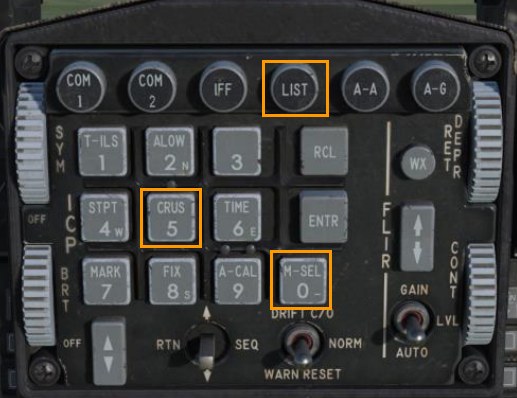 COM 1
COM 2
IFF
LIST
A-A
A-G
SYM
T-ILS 1
ALOW 2 N
3
RCL
WX
RET DEPR
OFF
ICP
STPT 4 W
CRUS 5
TIME 6 E
ENTR
FLIR
BRT
MARK 7
FIX 8 S
A-CAL 9
M-SEL 0 -
CONT
GAIN
LVL
AUTO
OFF
RTN
SEQ
DRIFT C/O
NORM
WARN RESET